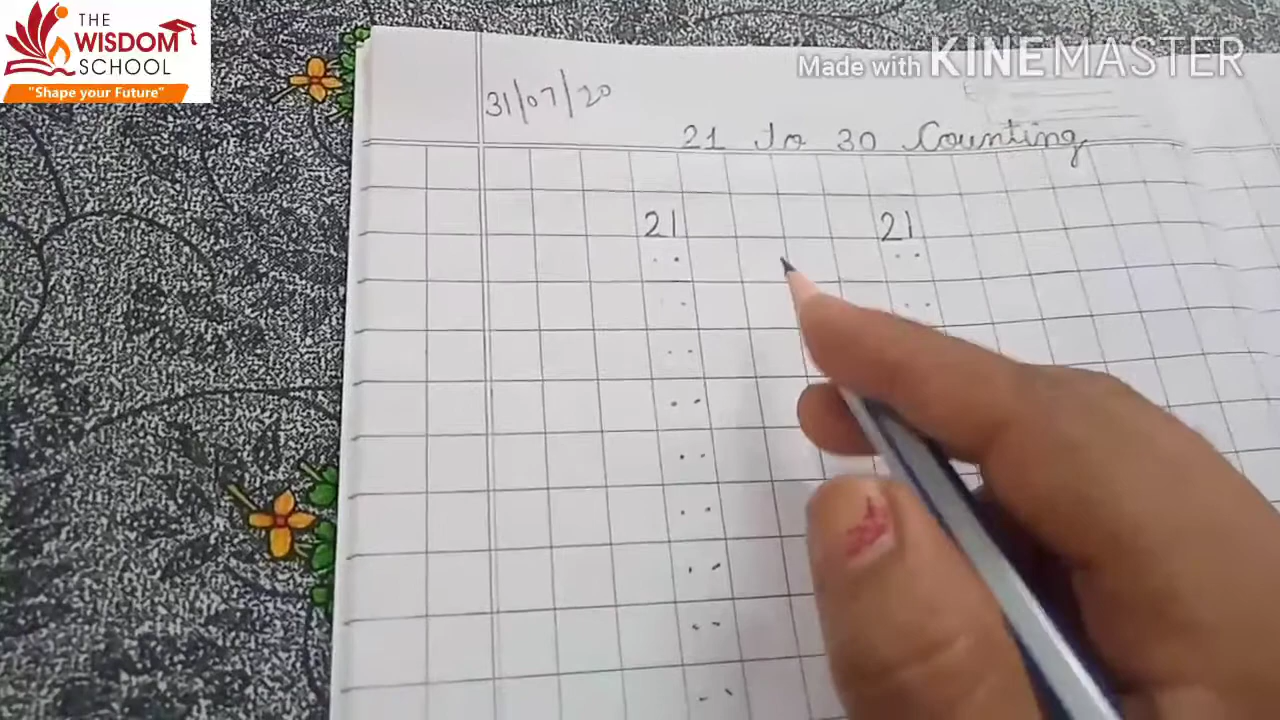 THE
WISDOM
SCHOOL
"Shape your Future"
Made with KINEMASTER
31/07/20
21 To 30 Counting
21 21